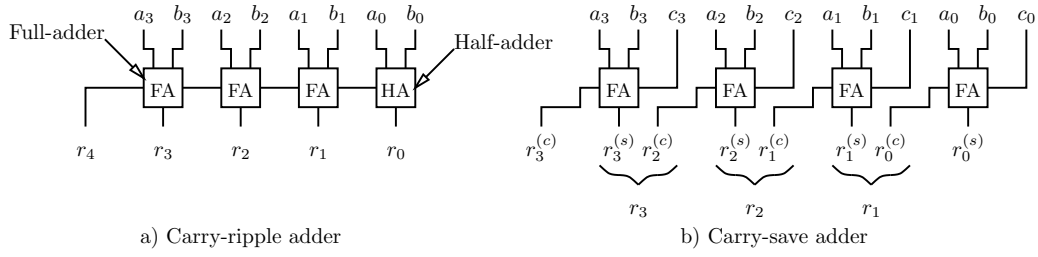 a₃ b₃ a₂ b₂ a₁ b₁ a₀ b₀ a₃ b₃ c₃ a₂ b₂ c₂ a₁ b₁ c₁ a₀ b₀ c₀
Full-adder
Half-adder
FA FA FA HA FA FA FA FA
r₄ r₃ r₂ r₁ r₀ r₃⁽ᶜ⁾ r₃⁽ˢ⁾ r₂⁽ᶜ⁾ r₂⁽ˢ⁾ r₁⁽ᶜ⁾ r₁⁽ˢ⁾ r₀⁽ᶜ⁾ r₀⁽ˢ⁾
r₃ r₂ r₁
a) Carry-ripple adder
b) Carry-save adder